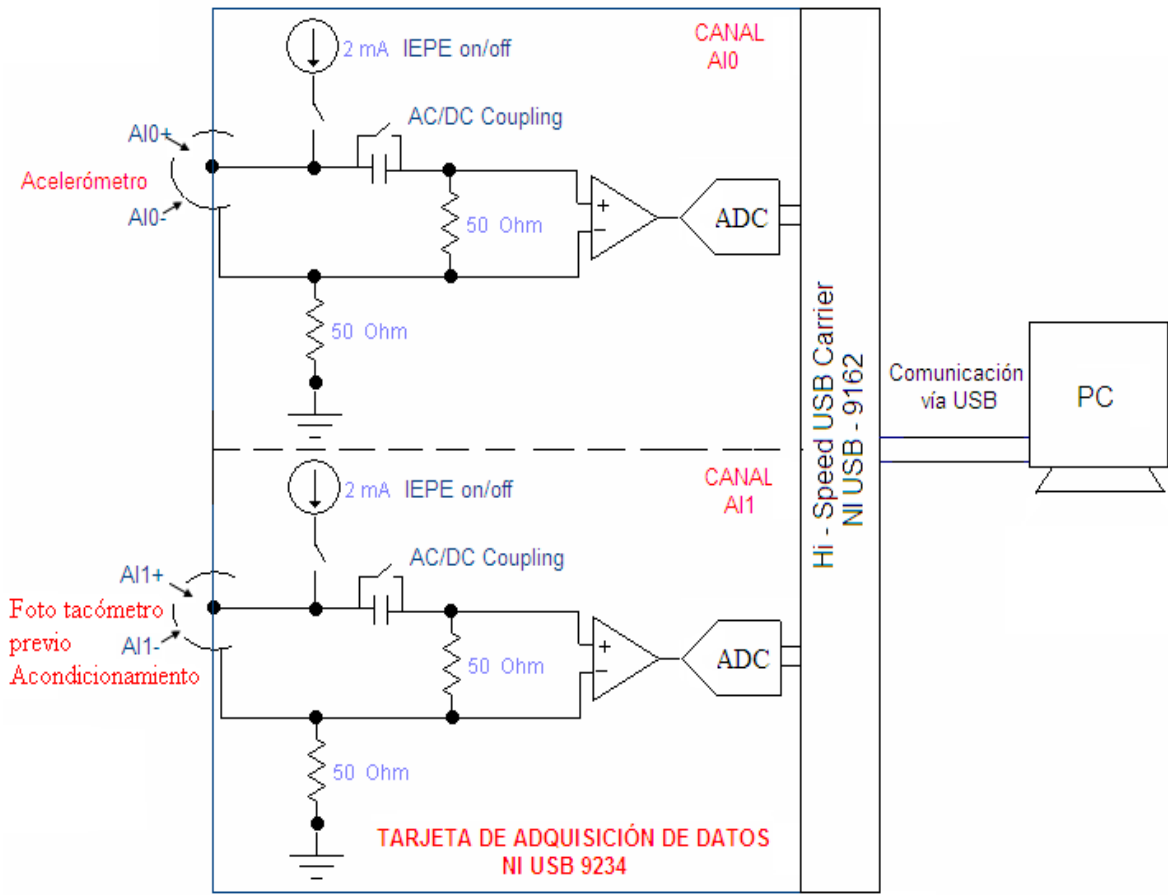 CANAL
AI0
2 mA IEPE on/off
AC/DC Coupling
AI0+
Acelerómetro
AI0-
50 Ohm
ADC
50 Ohm
Hi - Speed USB Carrier
NI USB - 9162
Comunicación
vía USB
PC
CANAL
AI1
2 mA IEPE on/off
AC/DC Coupling
AI1+
Foto tacómetro
previo
AI1-
Acondicionamiento
50 Ohm
ADC
50 Ohm
TARJETA DE ADQUISICIÓN DE DATOS
NI USB 9234